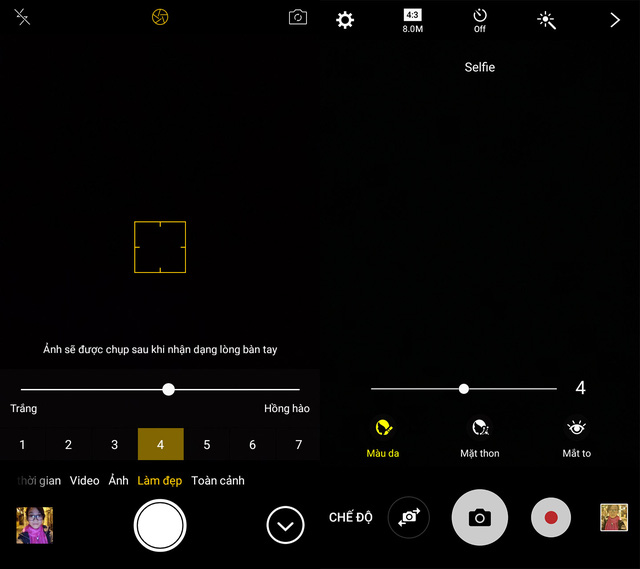 Ảnh sẽ được chụp sau khi nhận dạng lòng bàn tay
Trắng
Hồng hào
1 2 3 4 5 6 7
thời gian Video Ảnh Làm đẹp Toàn cảnh
4:3
8.0M
Off
Selfie
4
Màu da
Mặt thon
Mắt to
CHẾ ĐỘ